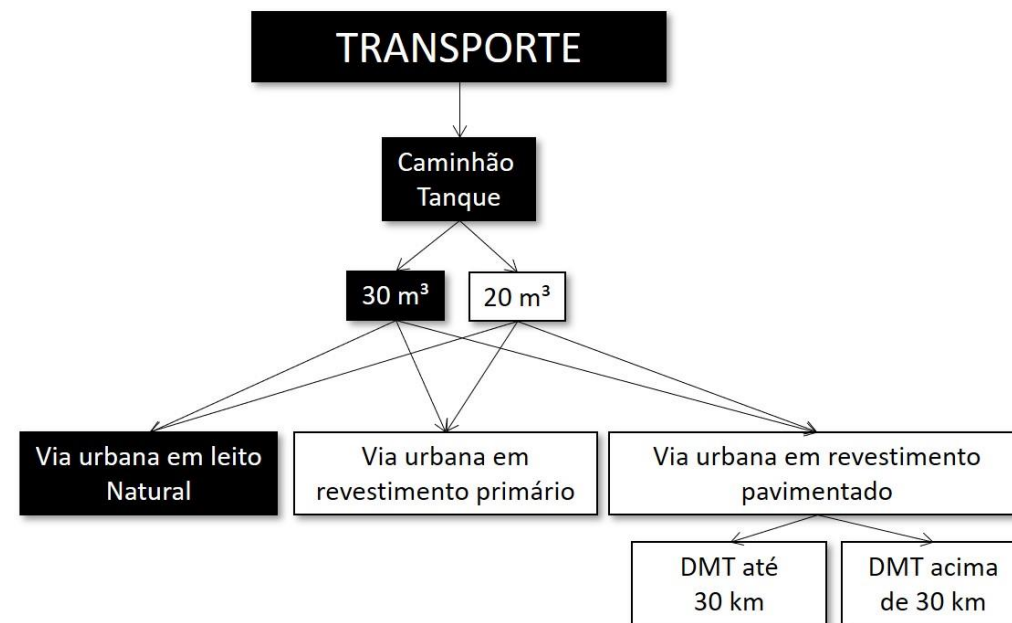 TRANSPORTE
Caminhão
Tanque
30 m³
20 m³
Via urbana em leito
Natural
Via urbana em
revestimento primário
Via urbana em revestimento
pavimentado
DMT até
30 km
DMT acima
de 30 km